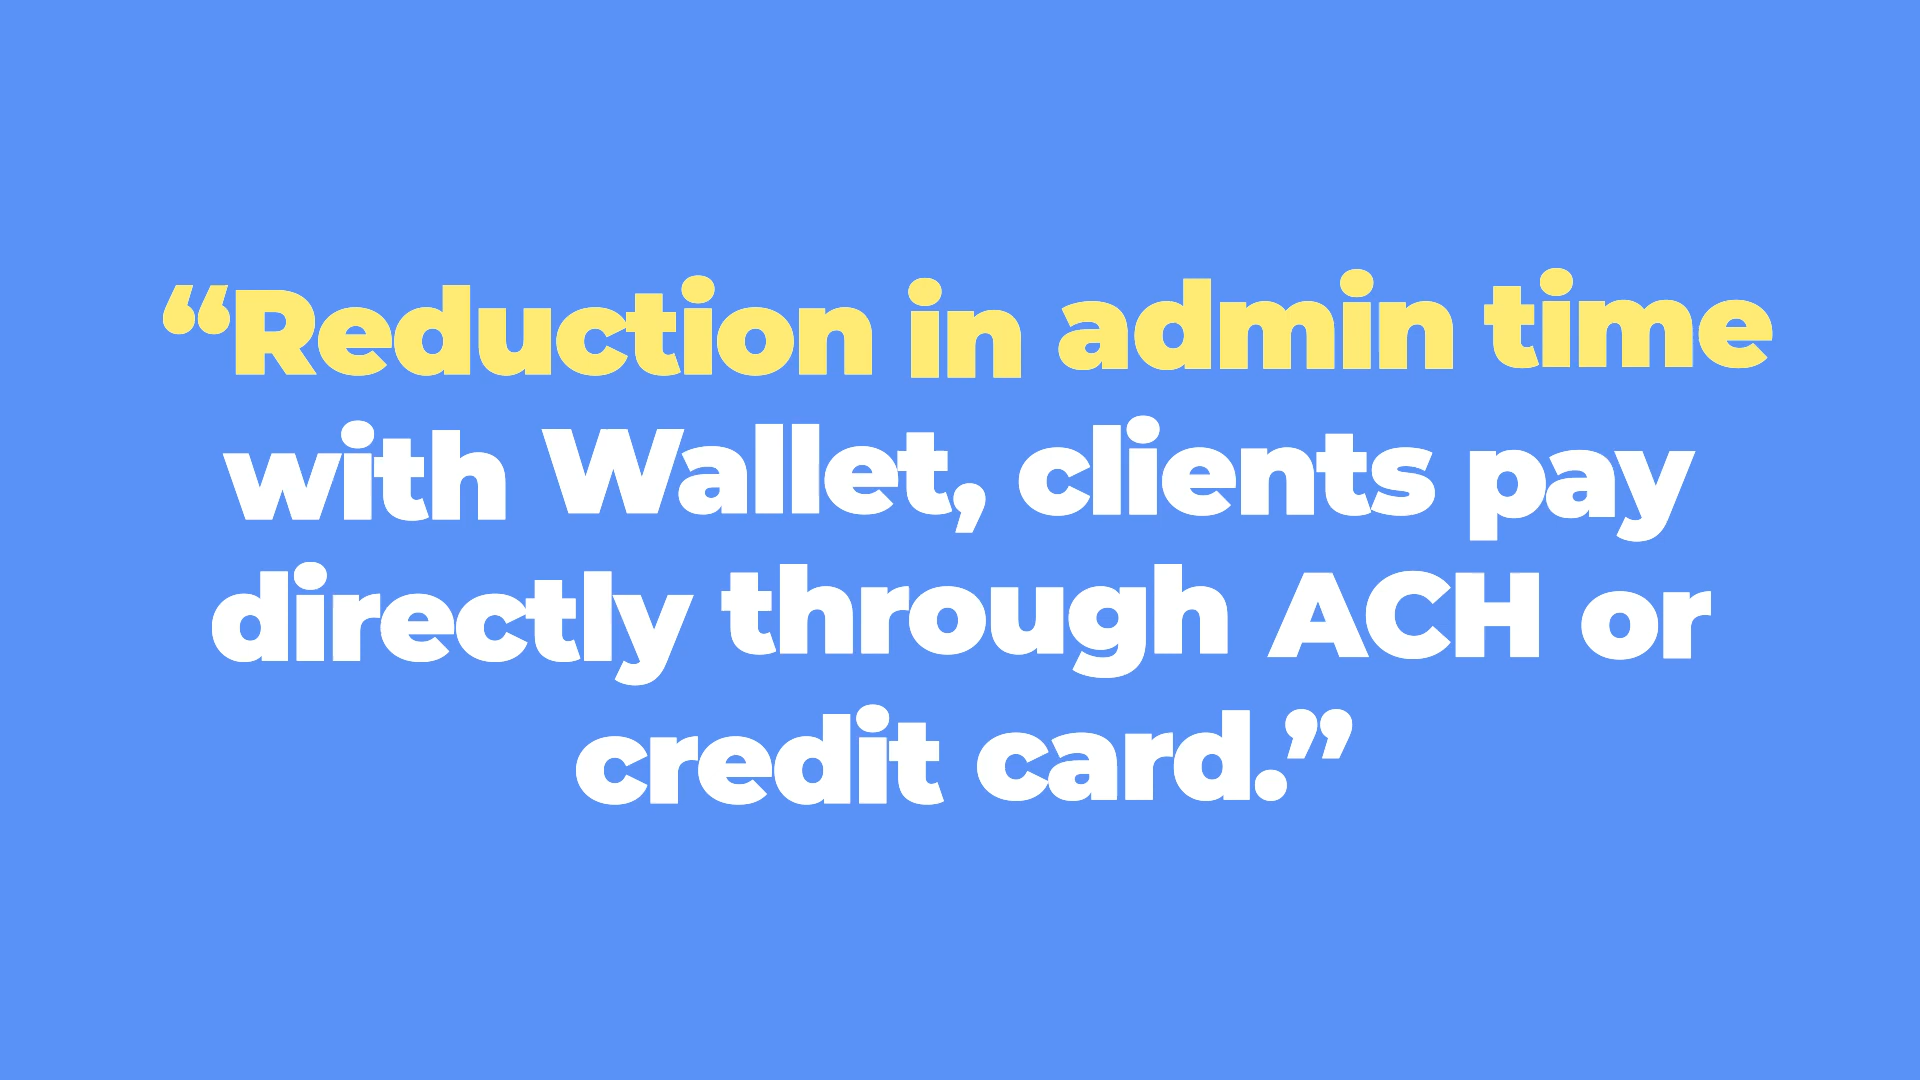 “Reduction in admin time
with Wallet, clients pay
directly through ACH or
credit card.”